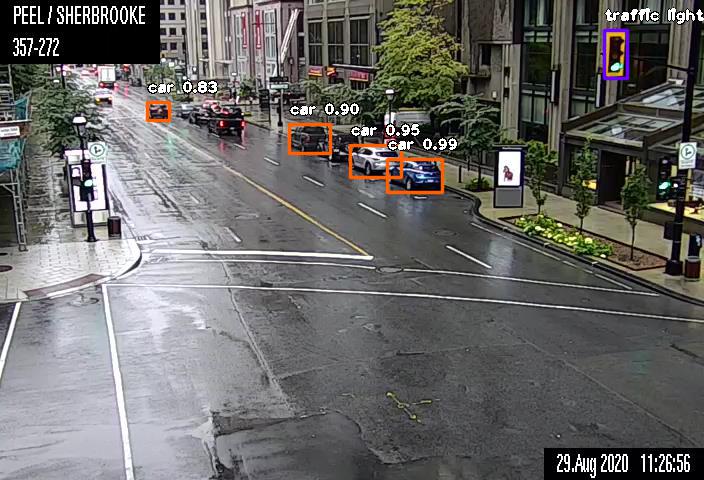 PEEL / SHERBROOKE
357-272
traffic light
car 0.83
car 0.90
car 0.95
car 0.99
29.Aug 2020 11:26:56